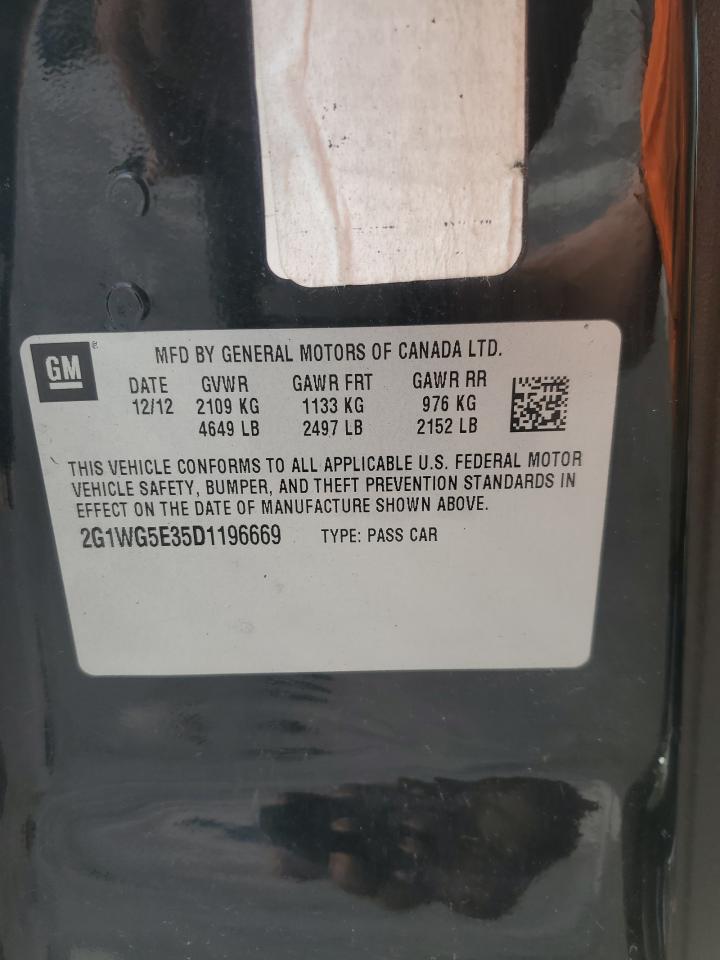 GM
MFD BY GENERAL MOTORS OF CANADA LTD.
DATE GVWR GAWR FRT GAWR RR
12/12 2109 KG 1133 KG 976 KG
4649 LB 2497 LB 2152 LB
THIS VEHICLE CONFORMS TO ALL APPLICABLE U.S. FEDERAL MOTOR
VEHICLE SAFETY, BUMPER, AND THEFT PREVENTION STANDARDS IN
EFFECT ON THE DATE OF MANUFACTURE SHOWN ABOVE.
2G1WG5E35D1196669 TYPE: PASS CAR